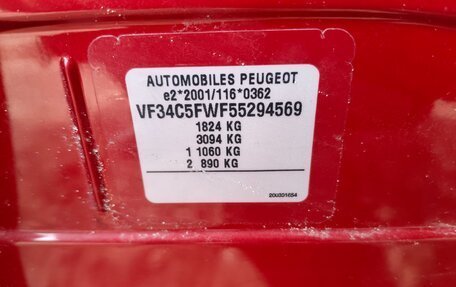 AUTOMOBILES PEUGEOT
e2*2001/116*0362
VF34C5FWF55294569
1824 KG
3094 KG
1 1060 KG
2 890 KG